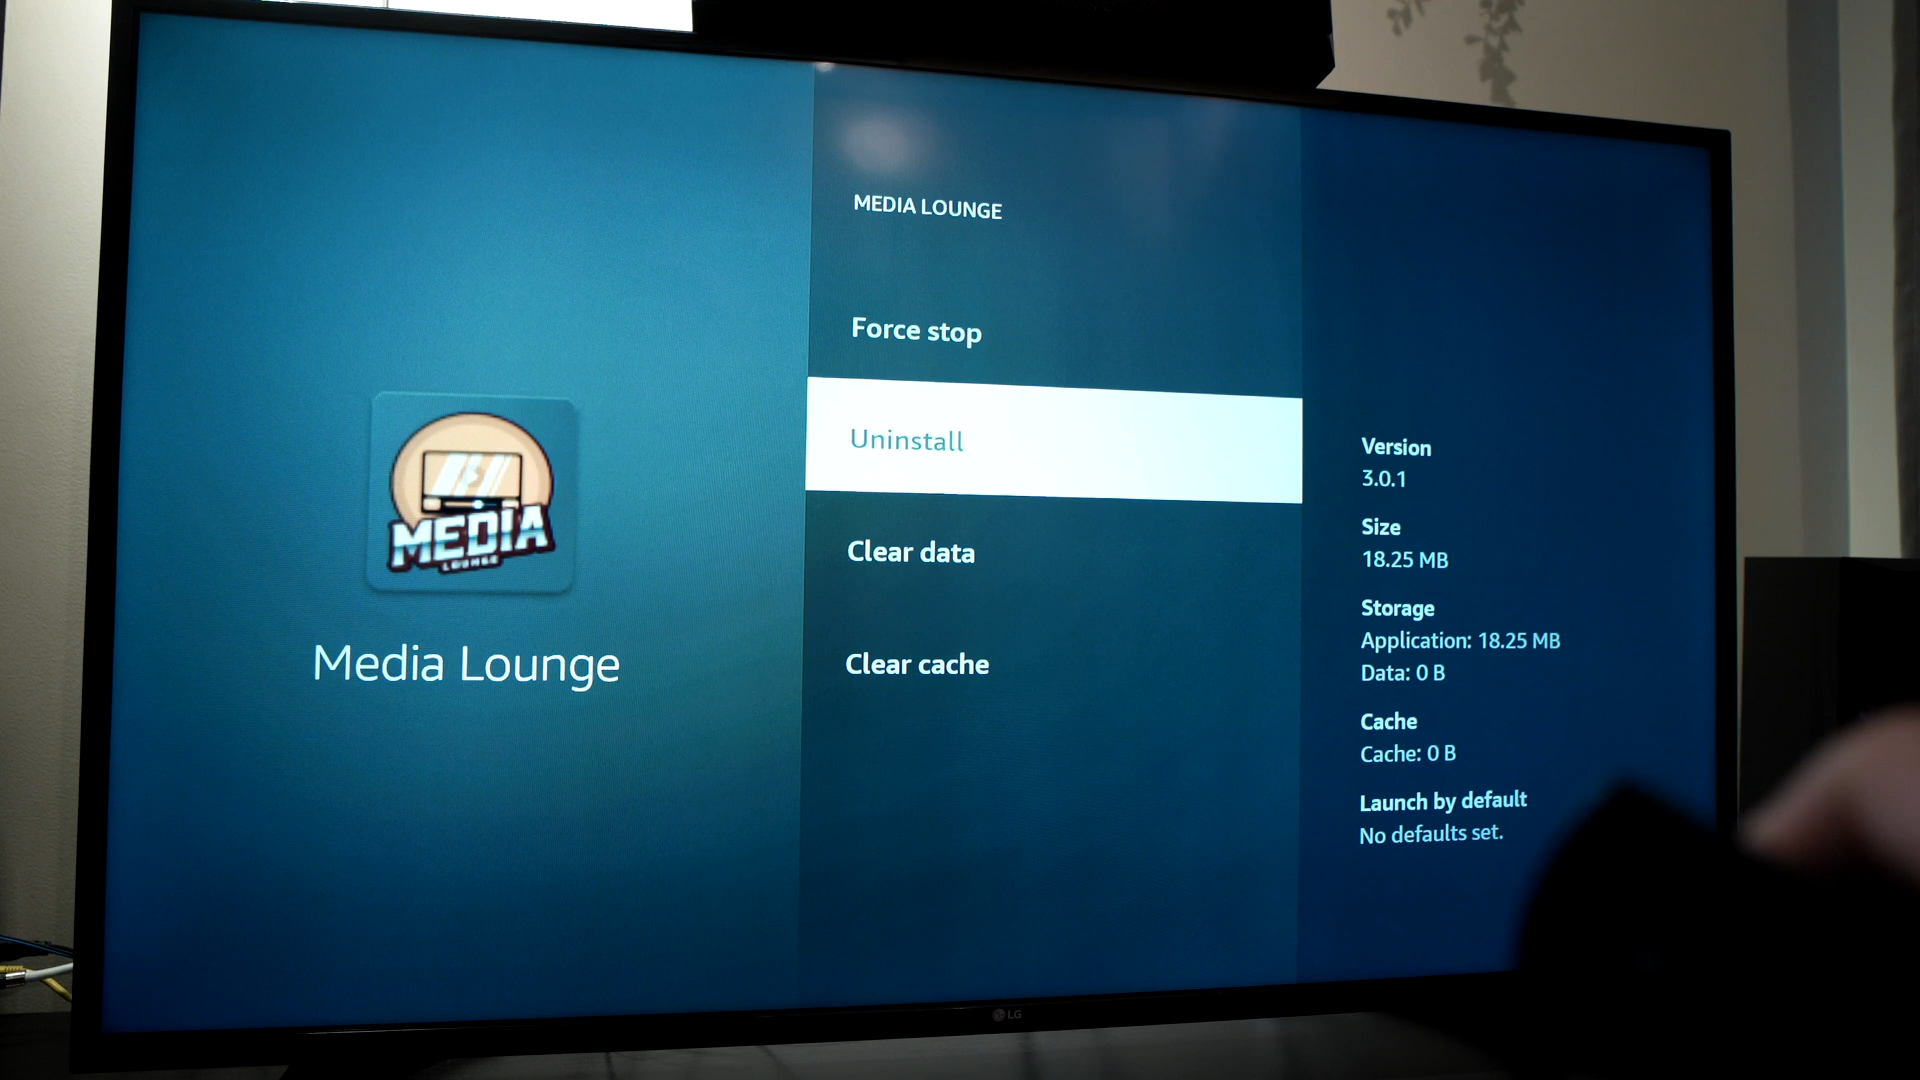 MEDIA LOUNGE
Force stop
Uninstall
Clear data
Clear cache
MEDIA
LOUNGE
Media Lounge
Version
3.0.1
Size
18.25 MB
Storage
Application: 18.25 MB
Data: 0 B
Cache
Cache: 0 B
Launch by default
No defaults set.
LG